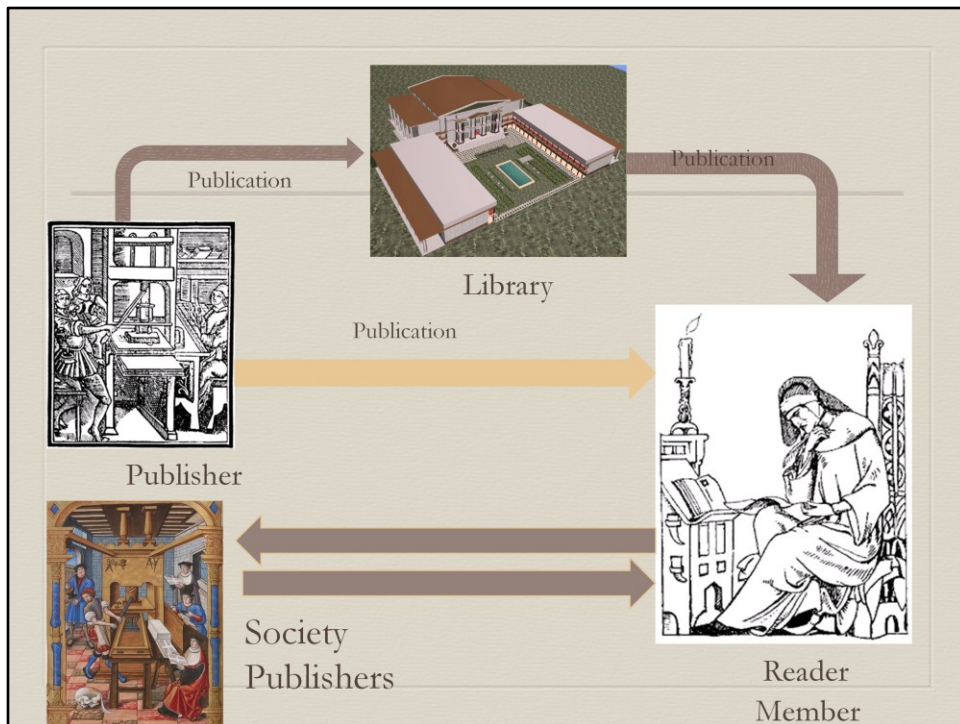 Publication
Publication
Library
Publication
Publisher
Society
Publishers
Reader
Member